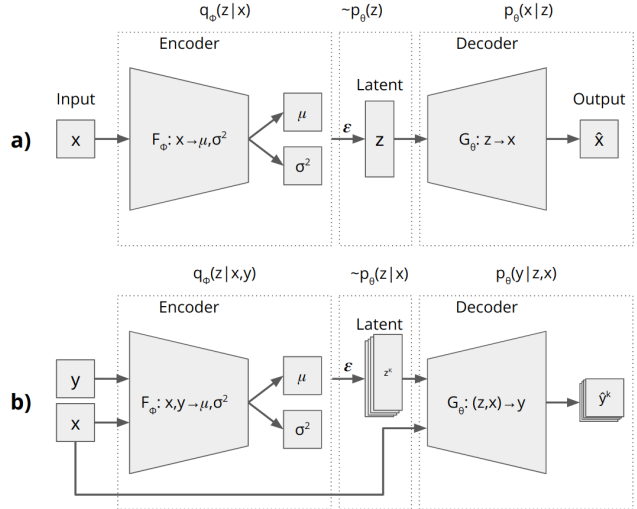 qΦ(z|x)
~pθ(z)
pθ(x|z)
Encoder
Decoder
Input
Latent
Output
a)
x
FΦ: x→μ,σ²
μ
σ²
ε
z
Gθ: z→x
x̂
qΦ(z|x,y)
~pθ(z|x)
pθ(y|z,x)
Encoder
Decoder
Latent
b)
y
x
FΦ: x,y→μ,σ²
μ
σ²
ε
zᴷ
Gθ: (z,x)→y
ŷᵏ